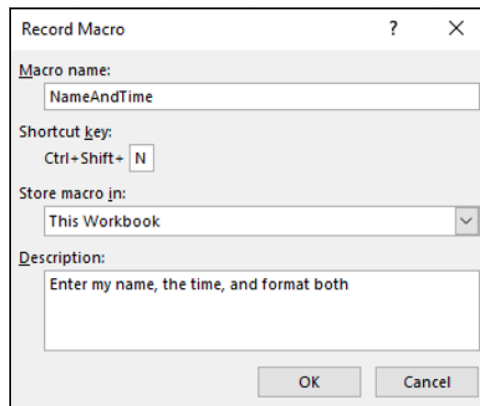 Record Macro ? ×
Macro name:
NameAndTime
Shortcut key:
Ctrl+Shift+ N
Store macro in:
This Workbook
Description:
Enter my name, the time, and format both
OK Cancel